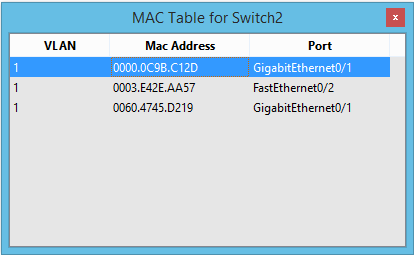 MAC Table for Switch2
x
VLAN Mac Address Port
1 0000.0C9B.C12D GigabitEthernet0/1
1 0003.E42E.AA57 FastEthernet0/2
1 0060.4745.D219 GigabitEthernet0/1